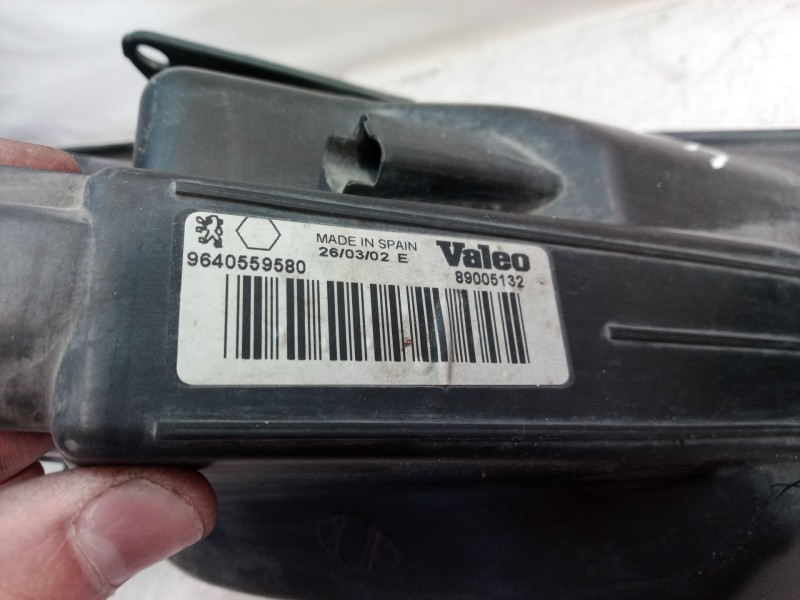 MADE IN SPAIN
26/03/02 E
Valeo
9640559580
89005132